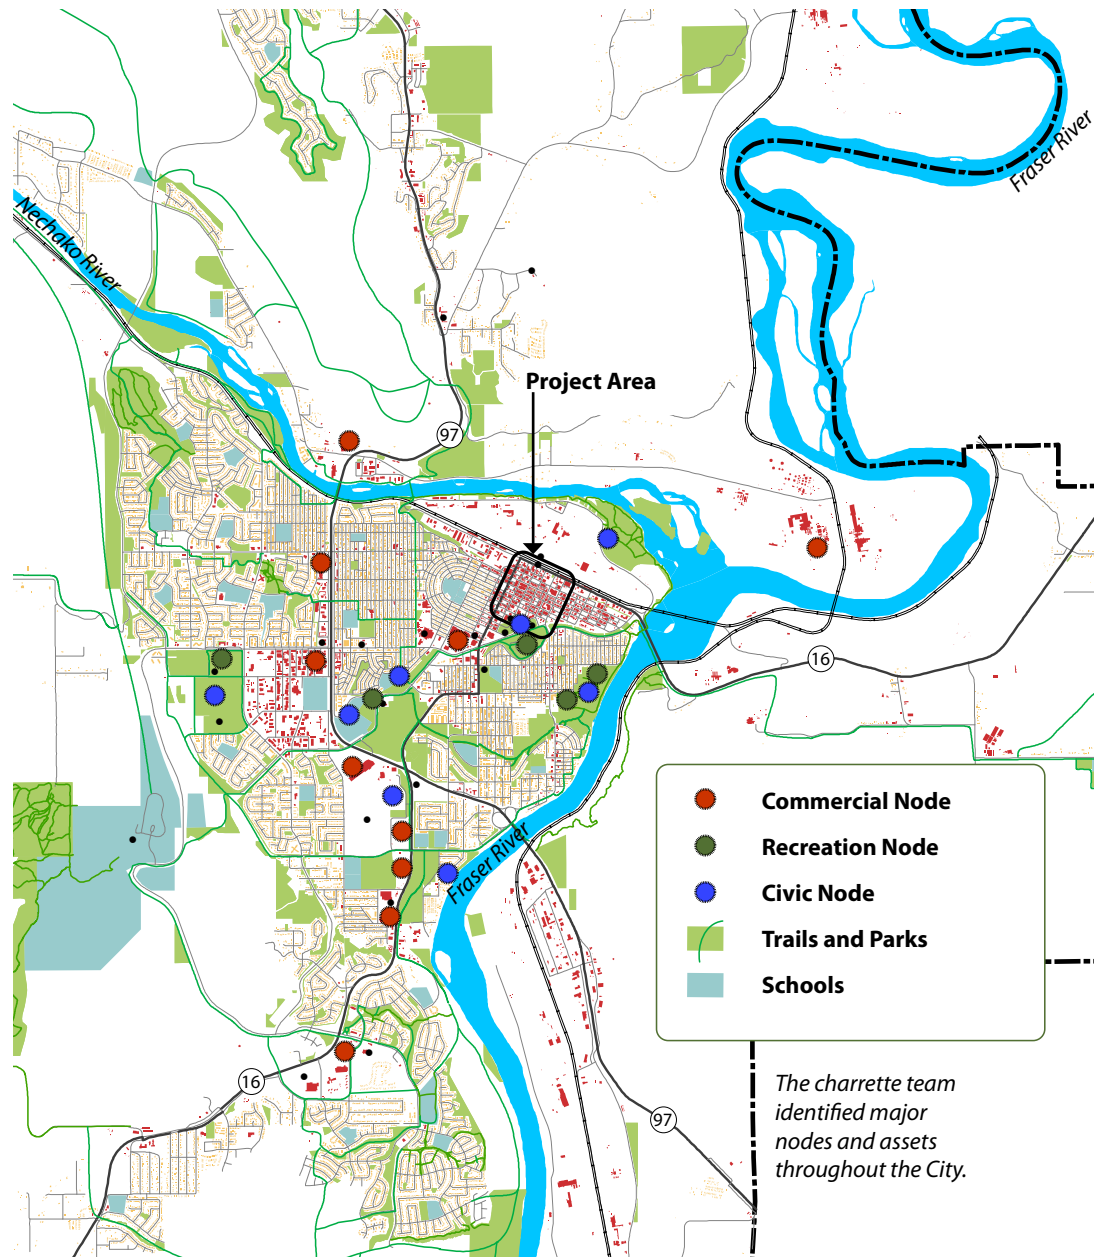 Fraser River
Nechako River
Project Area
97
16
Fraser River
Commercial Node
Recreation Node
Civic Node
Trails and Parks
Schools
16
97
The charrette team
identified major
nodes and assets
throughout the City.